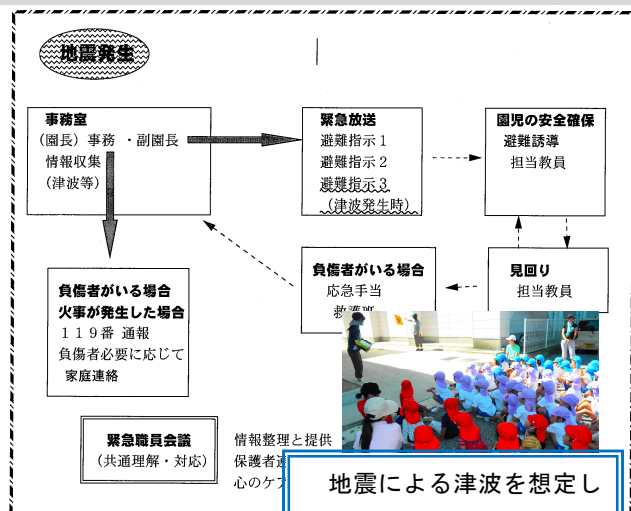 地震発生
事務室
(園長) 事務 ・副園長
情報収集
(津波等)
緊急放送
避難指示１
避難指示２
避難指示３
(津波発生時)
園児の安全確保
避難誘導
担当教員
負傷者がいる場合
火事が発生した場合
１１９番 通報
負傷者必要に応じて
家庭連絡
負傷者がいる場合
応急手当
救護班
見回り
担当教員
緊急職員会議
(共通理解・対応)
情報整理と提供
保護者
心のケア
地震による津波を想定し